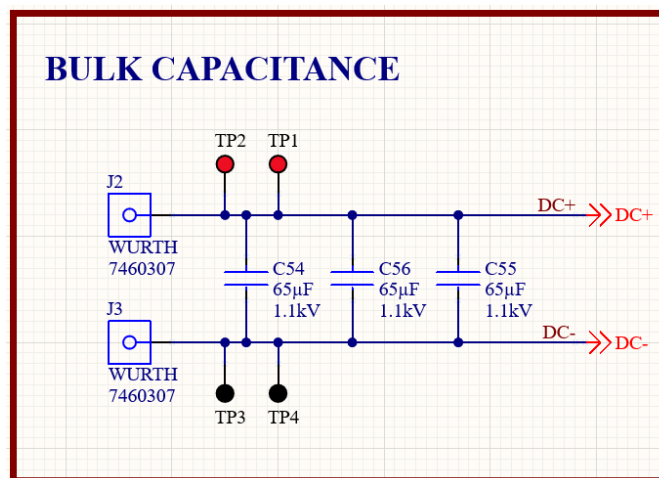 BULK CAPACITANCE
TP2 TP1
J2
DC+ DC+
WURTH
7460307
C54 C56 C55
65µF 65µF 65µF
1.1kV 1.1kV 1.1kV
J3
DC- DC-
WURTH
7460307
TP3 TP4